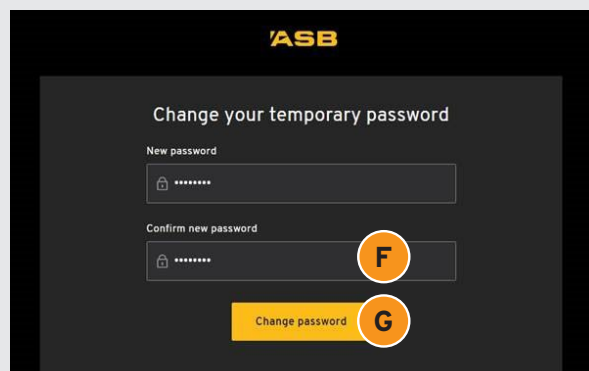 ASB
Change your temporary password
New password
••••••••
Confirm new password
••••••••
F
Change password
G